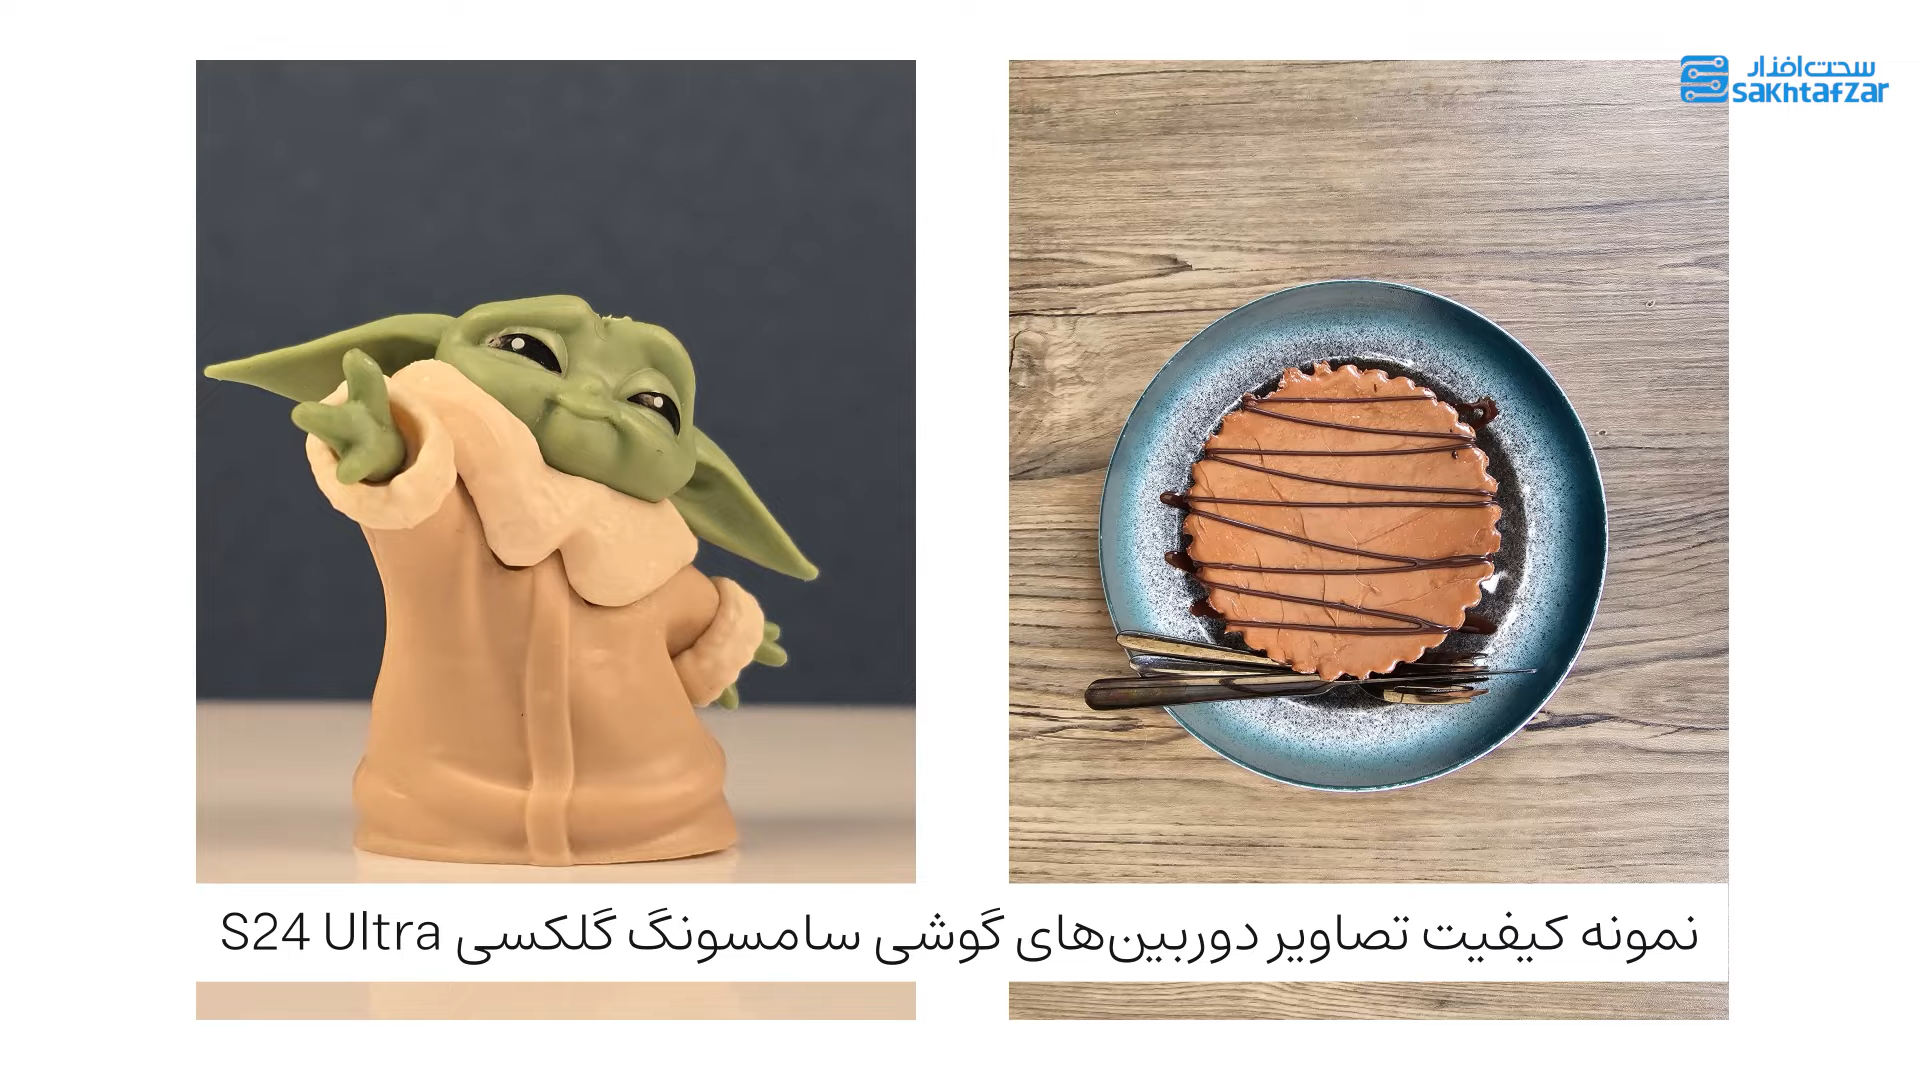 سخت‌افزار
sakhtafzar
نمونه کیفیت تصاویر دوربین‌های گوشی سامسونگ گلکسی S24 Ultra